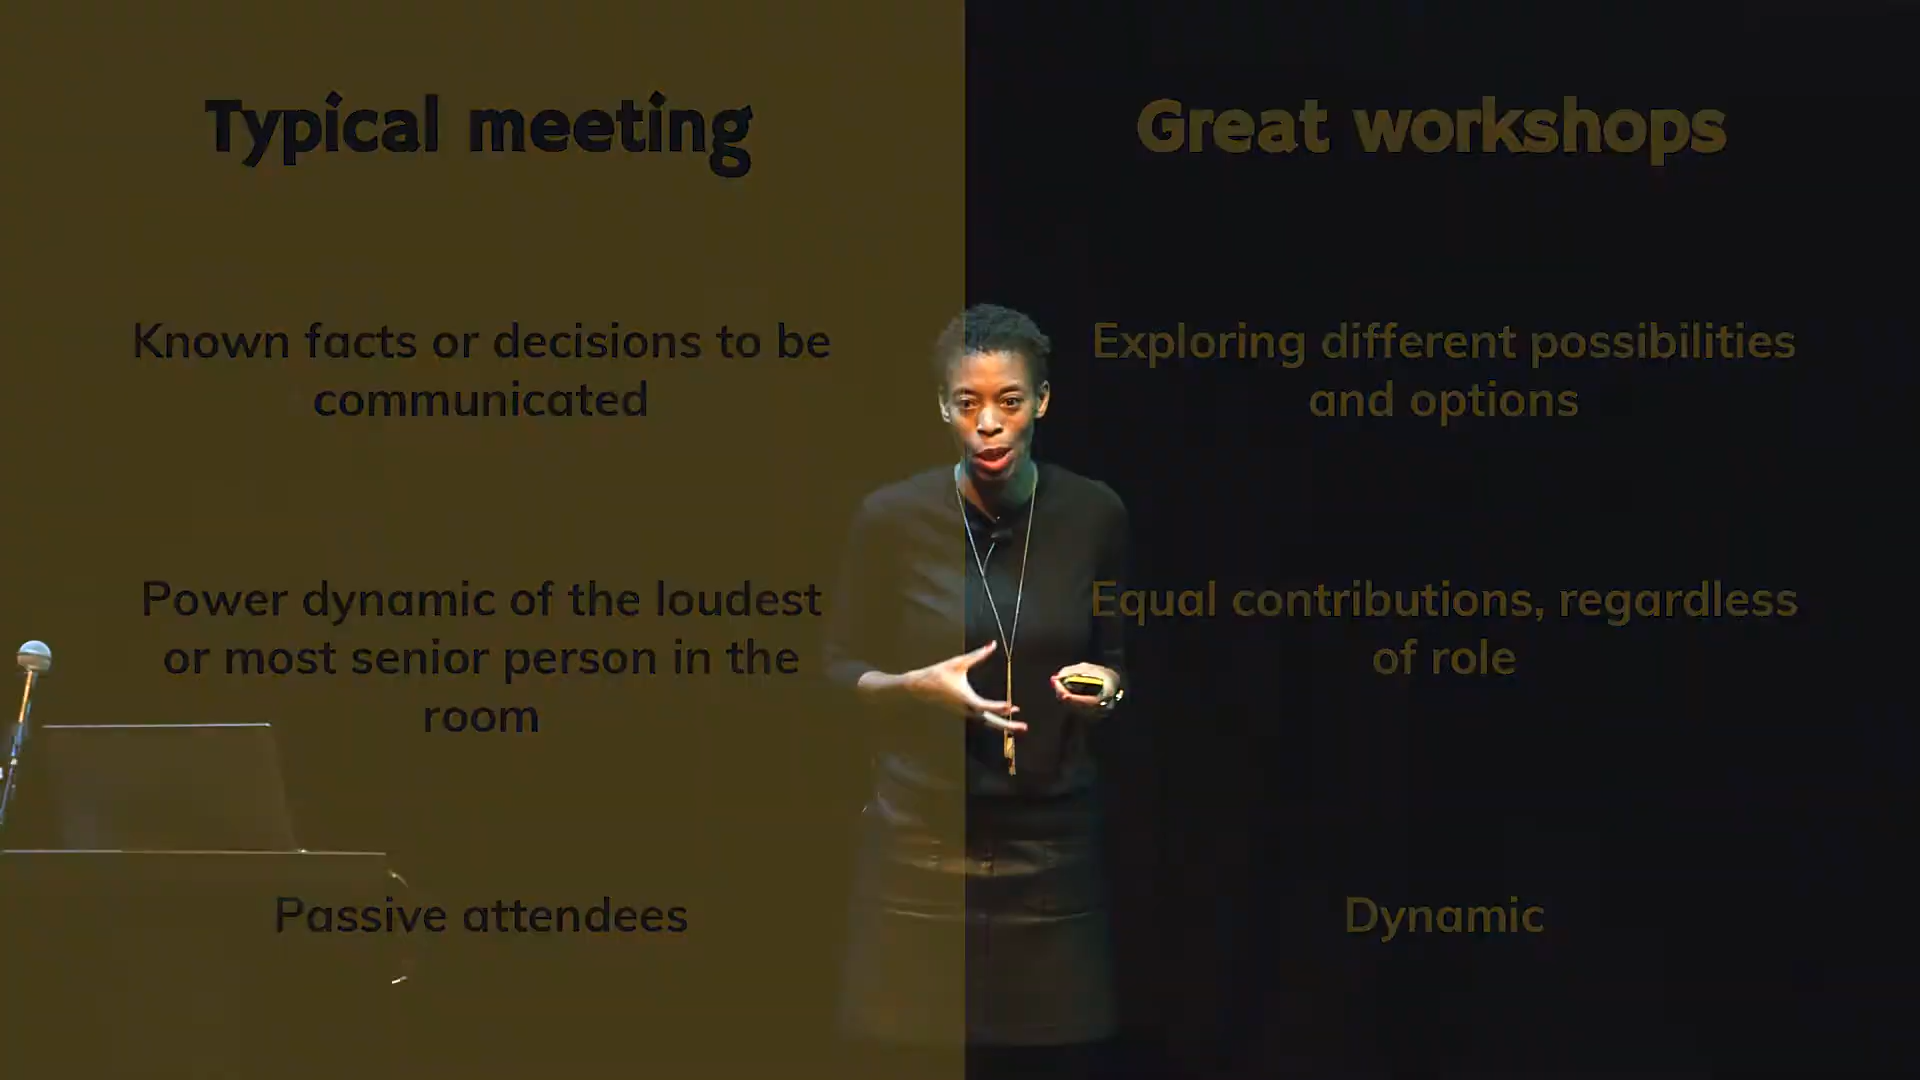 Typical meeting
Known facts or decisions to be
communicated
Power dynamic of the loudest
or most senior person in the
room
Passive attendees
Great workshops
Exploring different possibilities
and options
Equal contributions, regardless
of role
Dynamic